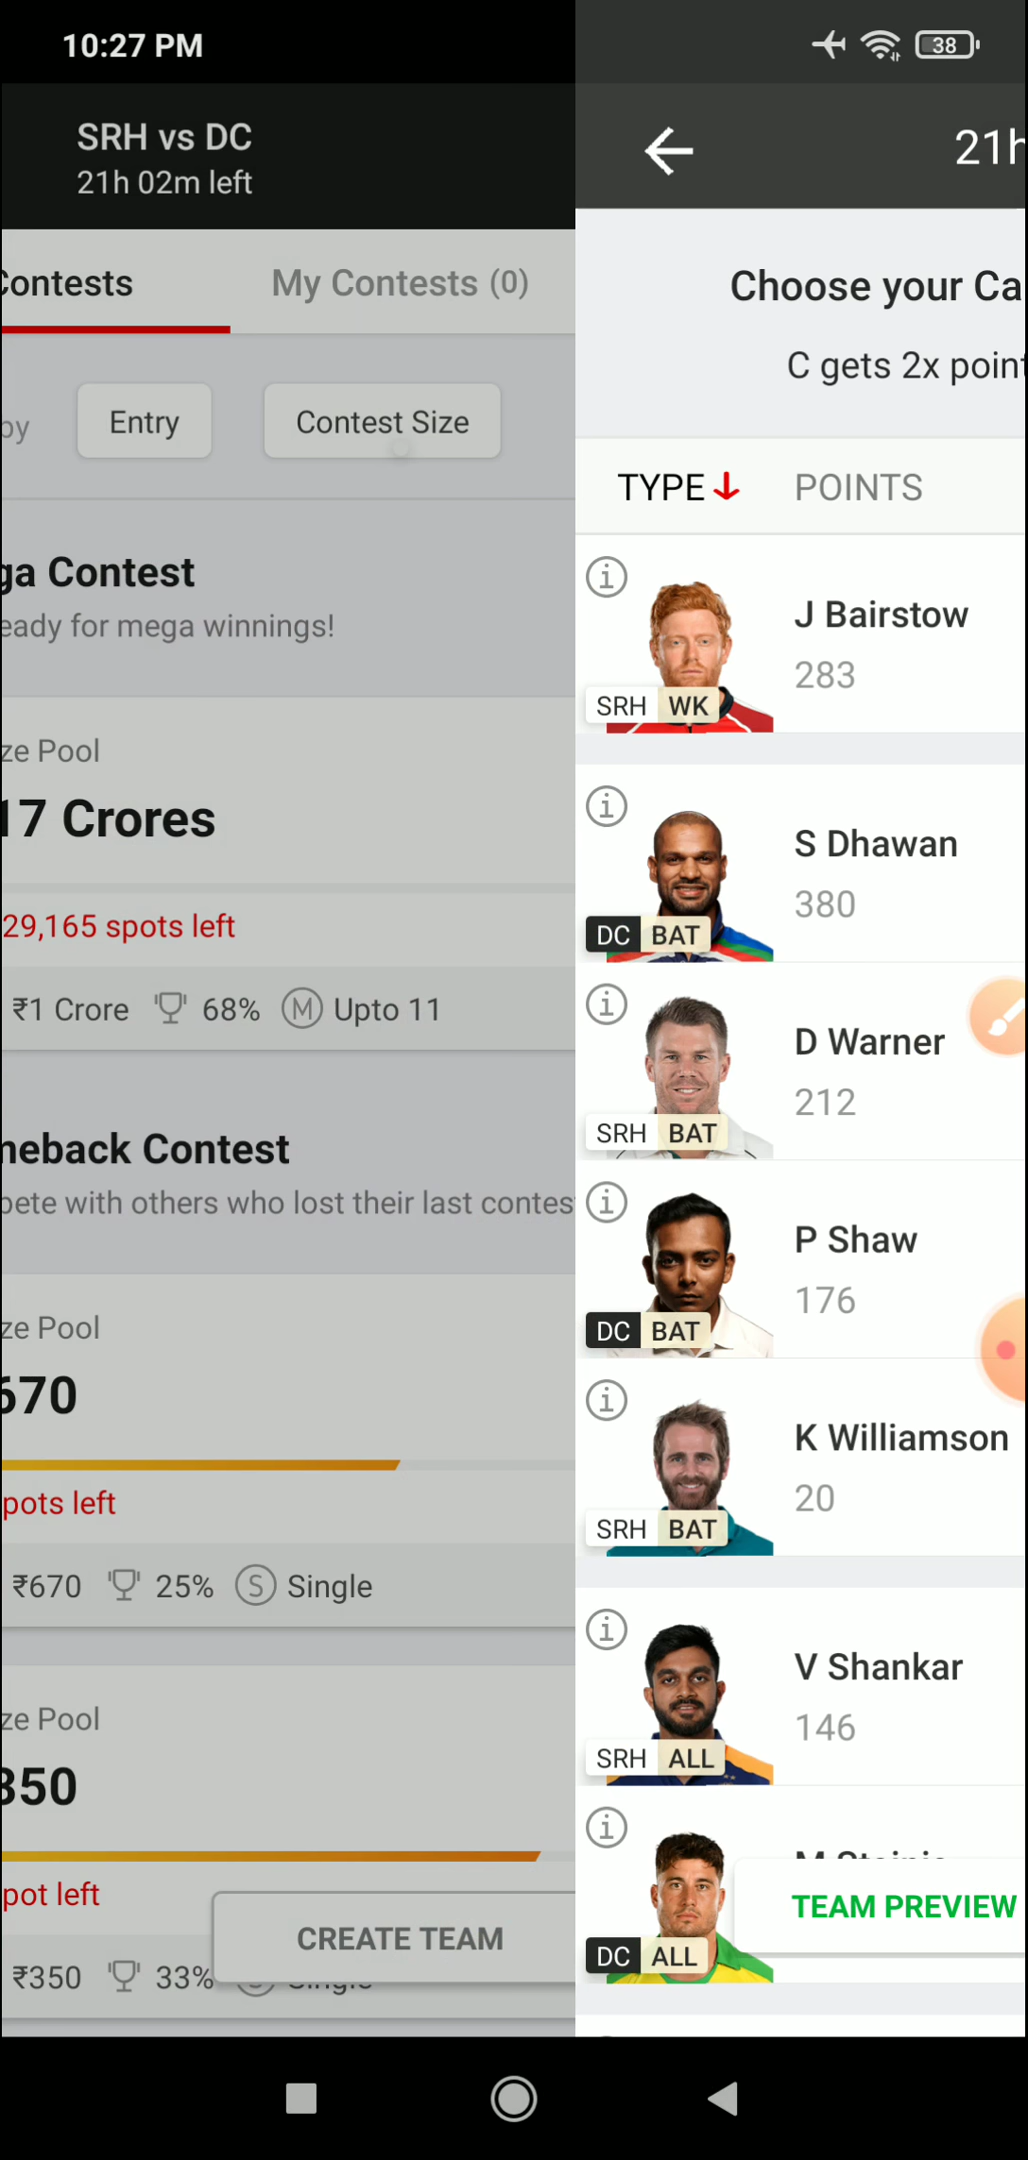 10:27 PM
38
SRH vs DC
21h 02m left
Contests
My Contests (0)
by
Entry
Contest Size
ga Contest
eady for mega winnings!
ze Pool
17 Crores
29,165 spots left
₹1 Crore
68%
M
Upto 11
meback Contest
pete with others who lost their last contes
ze Pool
670
pots left
₹670
25%
S
Single
ze Pool
350
pot left
CREATE TEAM
₹350
33%
21h
Choose your Ca
C gets 2x point
TYPE
POINTS
J Bairstow
283
SRH WK
S Dhawan
380
DC BAT
D Warner
212
SRH BAT
P Shaw
176
DC BAT
K Williamson
20
SRH BAT
V Shankar
146
SRH ALL
TEAM PREVIEW
DC ALL